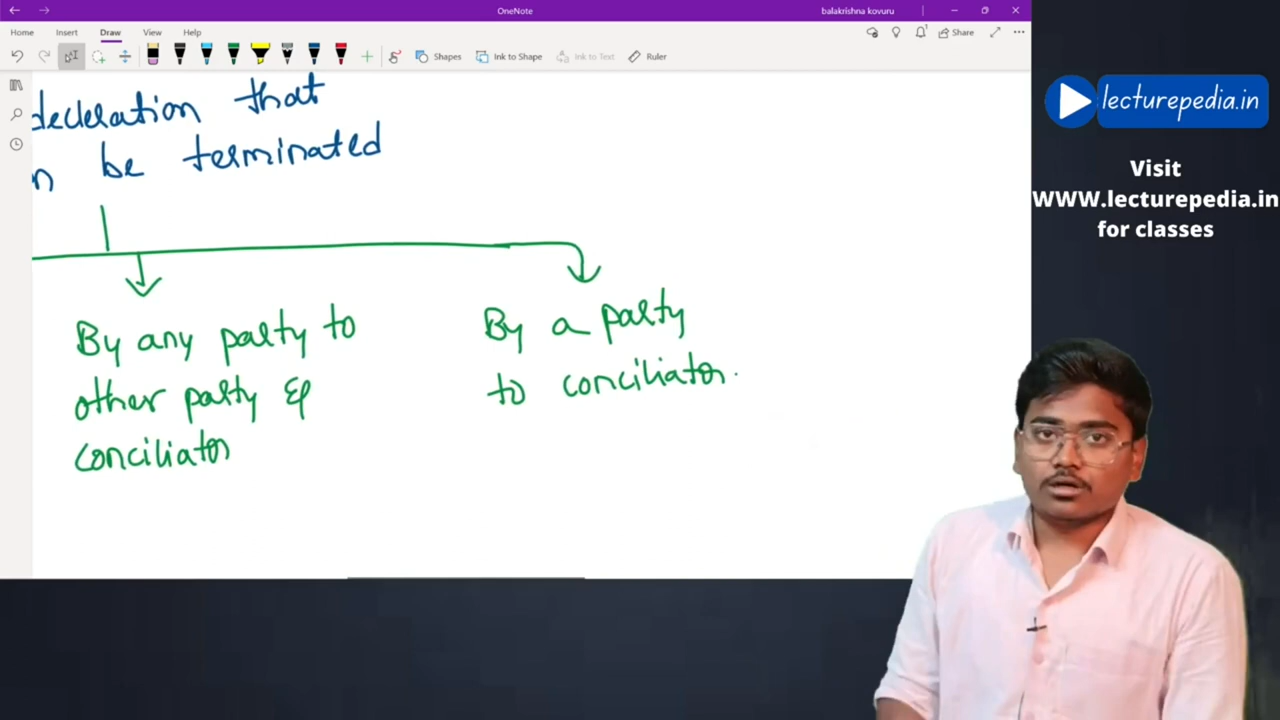 OneNote
balakrishna kovuru
Home Insert Draw View Help
Share
Shapes Ink to Shape Ink to Text Ruler
decleration that
n be terminated
By any party to
other party &
conciliator
By a party
to conciliator.
lecturepedia.in
Visit
WWW.lecturepedia.in
for classes